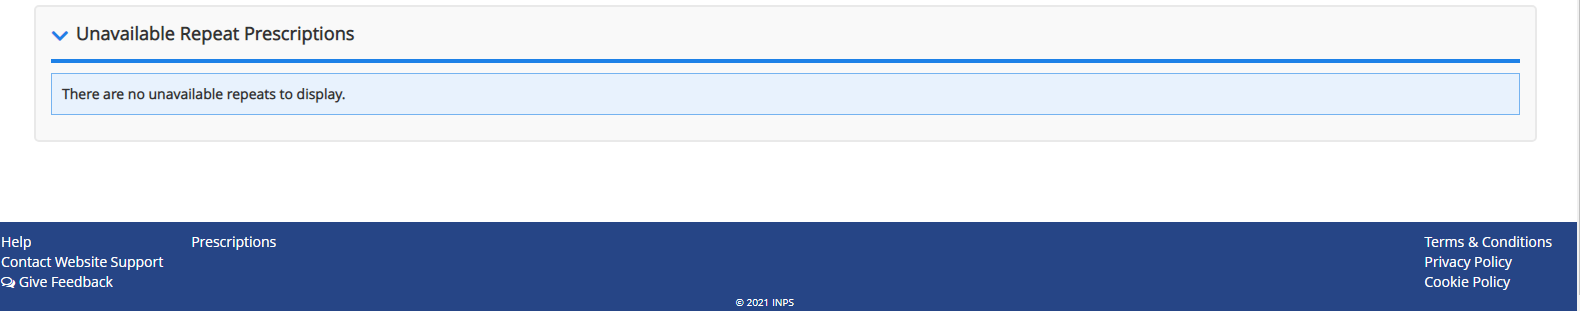 Unavailable Repeat Prescriptions
There are no unavailable repeats to display.
Help
Contact Website Support
Give Feedback
Prescriptions
Terms & Conditions
Privacy Policy
Cookie Policy
© 2021 INPS